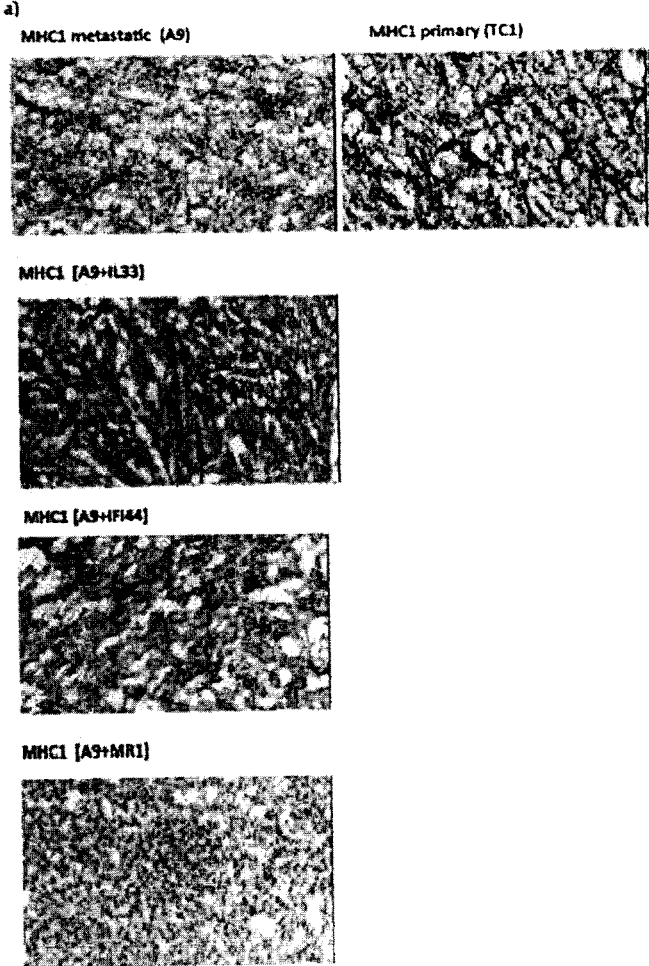 a)
MHC1 metastatic (A9)
MHC1 primary (TC1)
MHC1 [A9+IL33]
MHC1 [A9+IFI44]
MHC1 [A9+MR1]